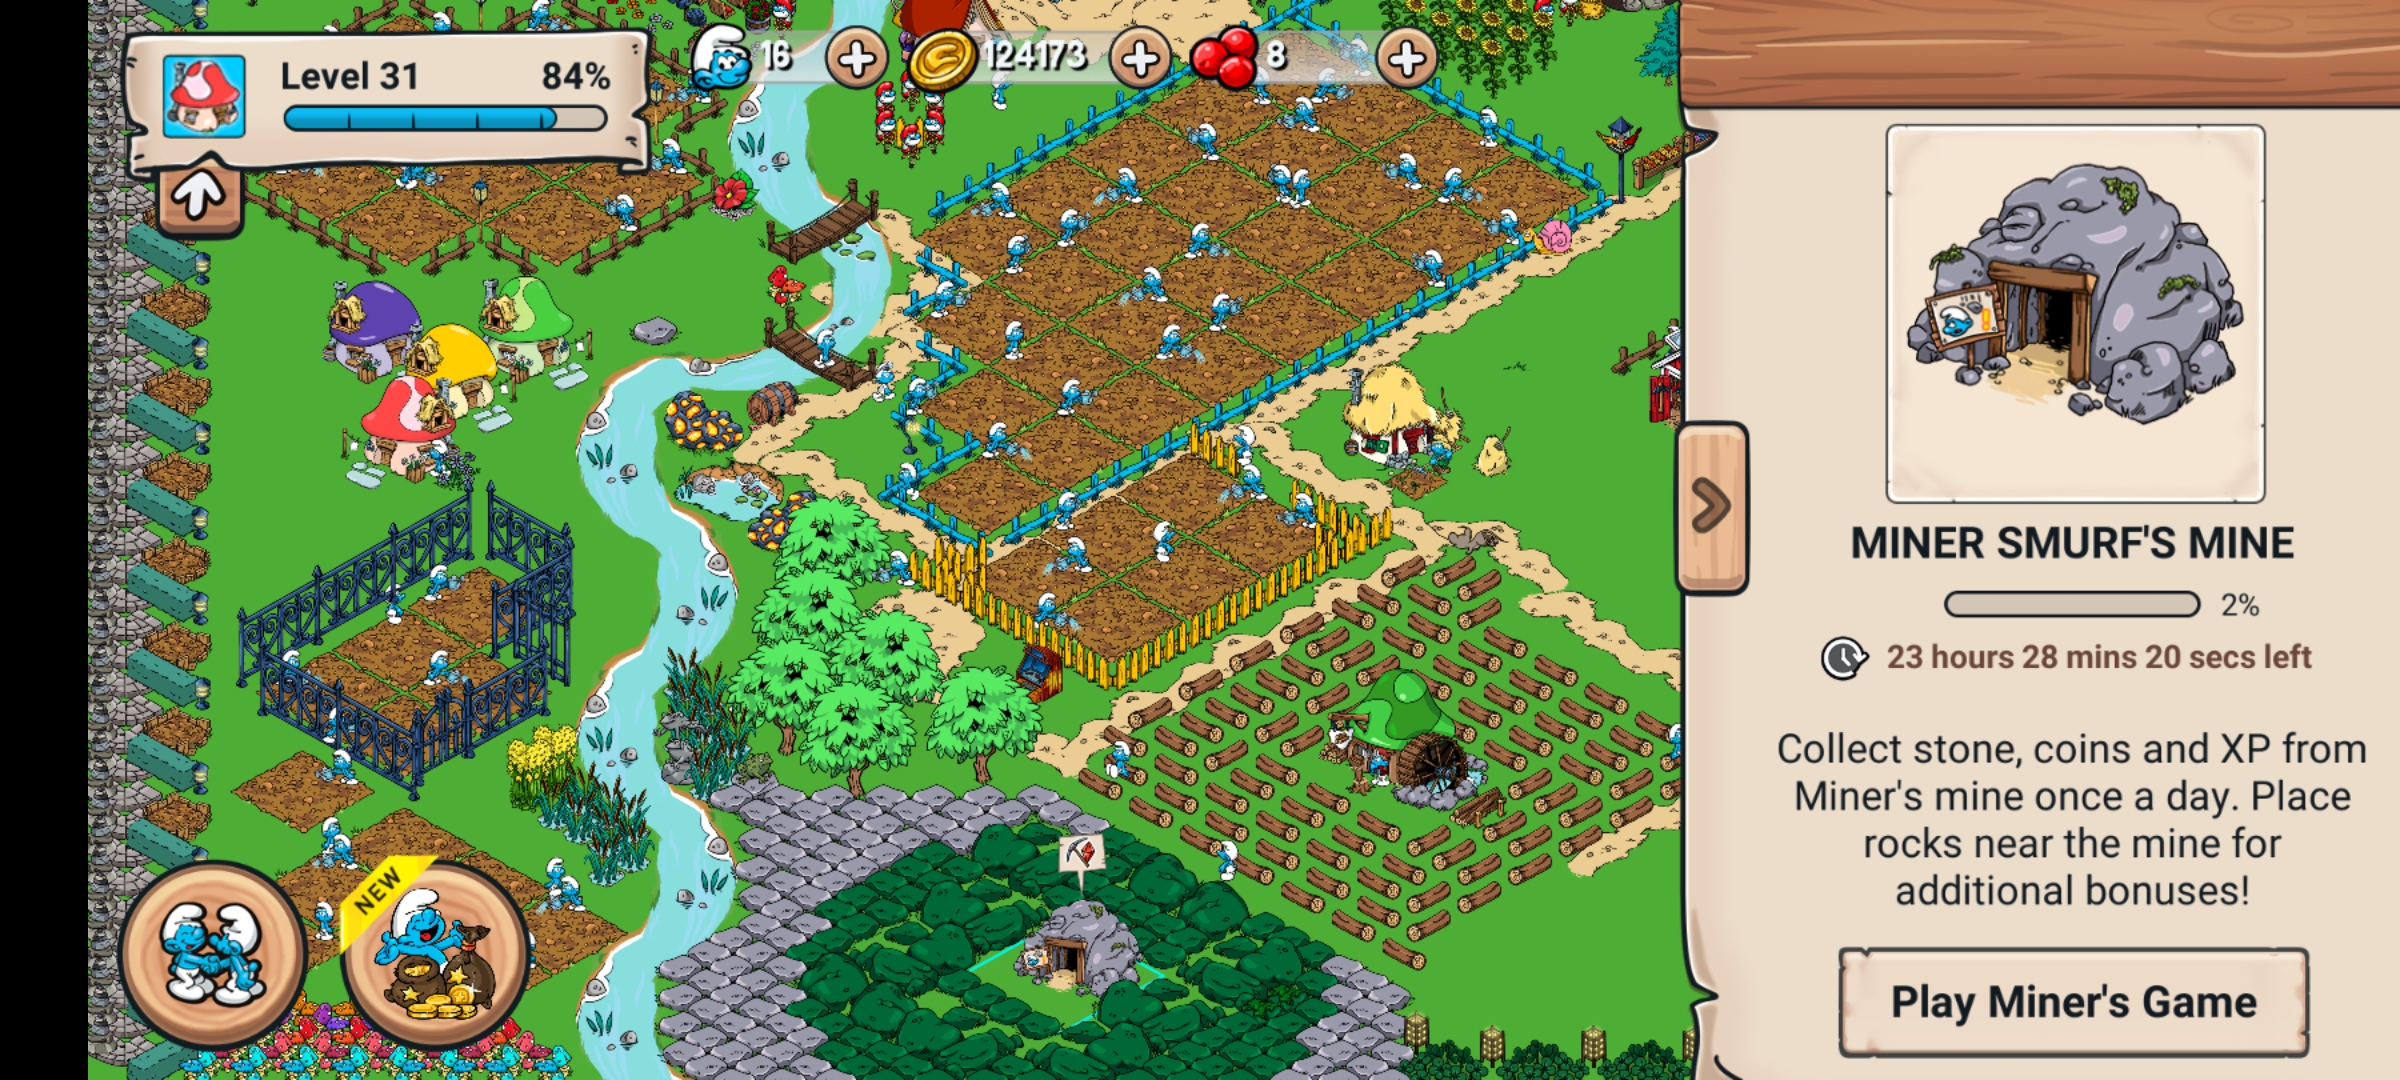 Level 31 84%
16
124173
8
NEW
MINER SMURF'S MINE
2%
23 hours 28 mins 20 secs left
Collect stone, coins and XP from
Miner's mine once a day. Place
rocks near the mine for
additional bonuses!
Play Miner's Game